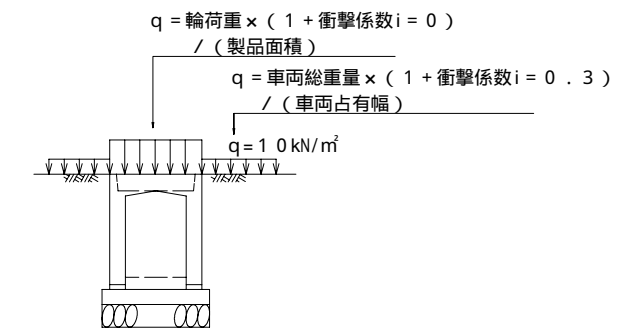 q＝輪荷重×（1＋衝撃係数i＝0）
／（製品面積）
q＝車両総重量×（1＋衝撃係数i＝0．3）
／（車両占有幅）
q＝10kN/㎡